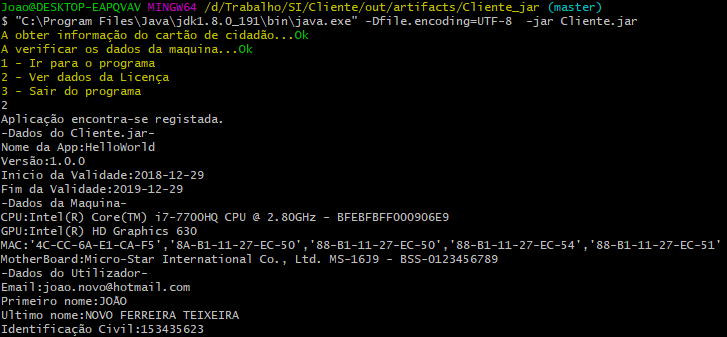 Joao@DESKTOP-EAPQVAV MINGW64 /d/Trabalho/SI/Cliente/out/artifacts/Cliente_jar (master)
$ "C:\Program Files\Java\jdk1.8.0_191\bin\java.exe" -Dfile.encoding=UTF-8  -jar Cliente.jar
A obter informação do cartão de cidadão...Ok
A verificar os dados da maquina...Ok
1 - Ir para o programa
2 - Ver dados da Licença
3 - Sair do programa
2
Aplicação encontra-se registada.
-Dados do Cliente.jar-
Nome da App:HelloWorld
Versão:1.0.0
Inicio da Validade:2018-12-29
Fim da Validade:2019-12-29
-Dados da Maquina-
CPU:Intel(R) Core(TM) i7-7700HQ CPU @ 2.80GHz - BFEBFBFF000906E9
GPU:Intel(R) HD Graphics 630
MAC:'4C-CC-6A-E1-CA-F5','8A-B1-11-27-EC-50','88-B1-11-27-EC-50','88-B1-11-27-EC-54','88-B1-11-27-EC-51'
MotherBoard:Micro-Star International Co., Ltd. MS-16J9 - BSS-0123456789
-Dados do Utilizador-
Email:joao.novo@hotmail.com
Primeiro nome:JOÃO
Ultimo nome:NOVO FERREIRA TEIXEIRA
Identificação Civil:153435623